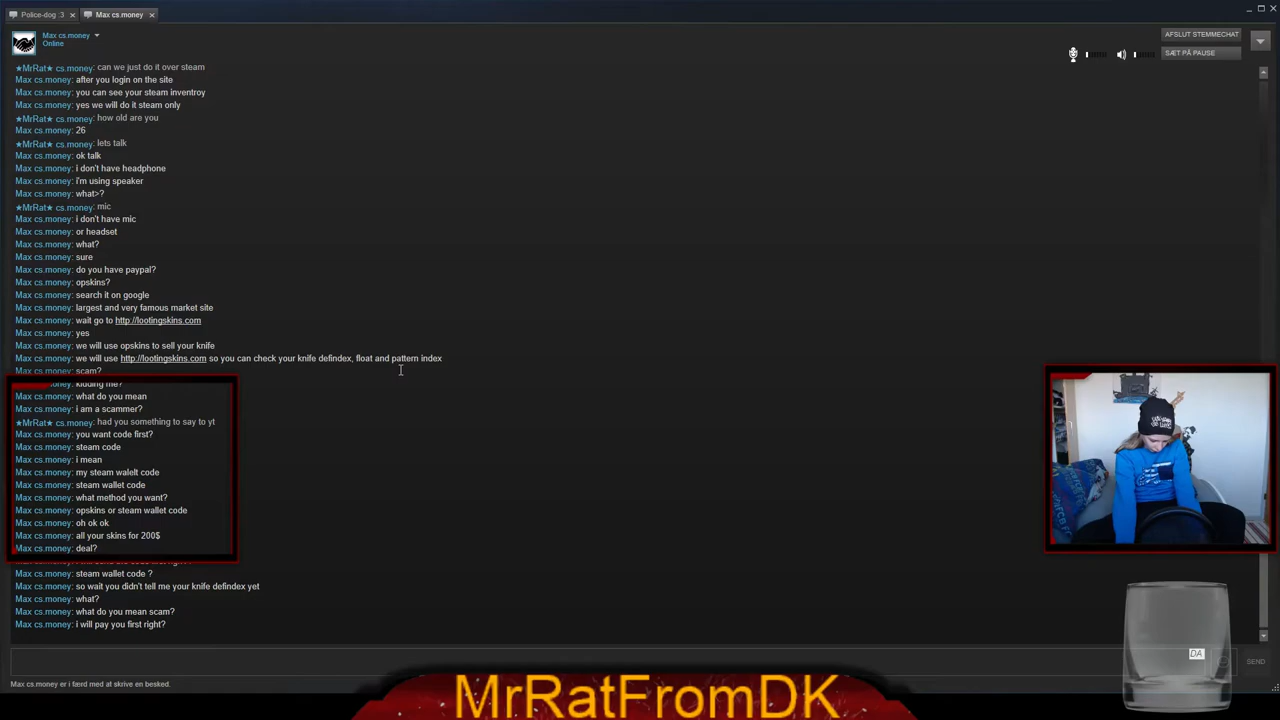 Police-dog :3
Max cs.money
Max cs.money
Online
AFSLUT STEMMECHAT
SÆT PÅ PAUSE
★MrRat★ cs.money: can we just do it over steam
Max cs.money: after you login on the site
Max cs.money: you can see your steam inventroy
Max cs.money: yes we will do it steam only
★MrRat★ cs.money: how old are you
Max cs.money: 26
★MrRat★ cs.money: lets talk
Max cs.money: ok talk
Max cs.money: i don't have headphone
Max cs.money: i'm using speaker
Max cs.money: what>?
★MrRat★ cs.money: mic
Max cs.money: i don't have mic
Max cs.money: or headset
Max cs.money: what?
Max cs.money: sure
Max cs.money: do you have paypal?
Max cs.money: opskins?
Max cs.money: search it on google
Max cs.money: largest and very famous market site
Max cs.money: wait go to http://lootingskins.com
Max cs.money: yes
Max cs.money: we will use opskins to sell your knife
Max cs.money: we will use http://lootingskins.com so you can check your knife defindex, float and pattern index
Max cs.money: scam?
kidding me?
Max cs.money: what do you mean
Max cs.money: i am a scammer?
★MrRat★ cs.money: had you something to say to yt
Max cs.money: you want code first?
Max cs.money: steam code
Max cs.money: i mean
Max cs.money: my steam walelt code
Max cs.money: steam wallet code
Max cs.money: what method you want?
Max cs.money: opskins or steam wallet code
Max cs.money: oh ok ok
Max cs.money: all your skins for 200$
Max cs.money: deal?
Max cs.money: steam wallet code ?
Max cs.money: so wait you didn't tell me your knife defindex yet
Max cs.money: what?
Max cs.money: what do you mean scam?
Max cs.money: i will pay you first right?
DA
SEND
Max cs.money er i færd med at skrive en besked.
MrRatFromDK